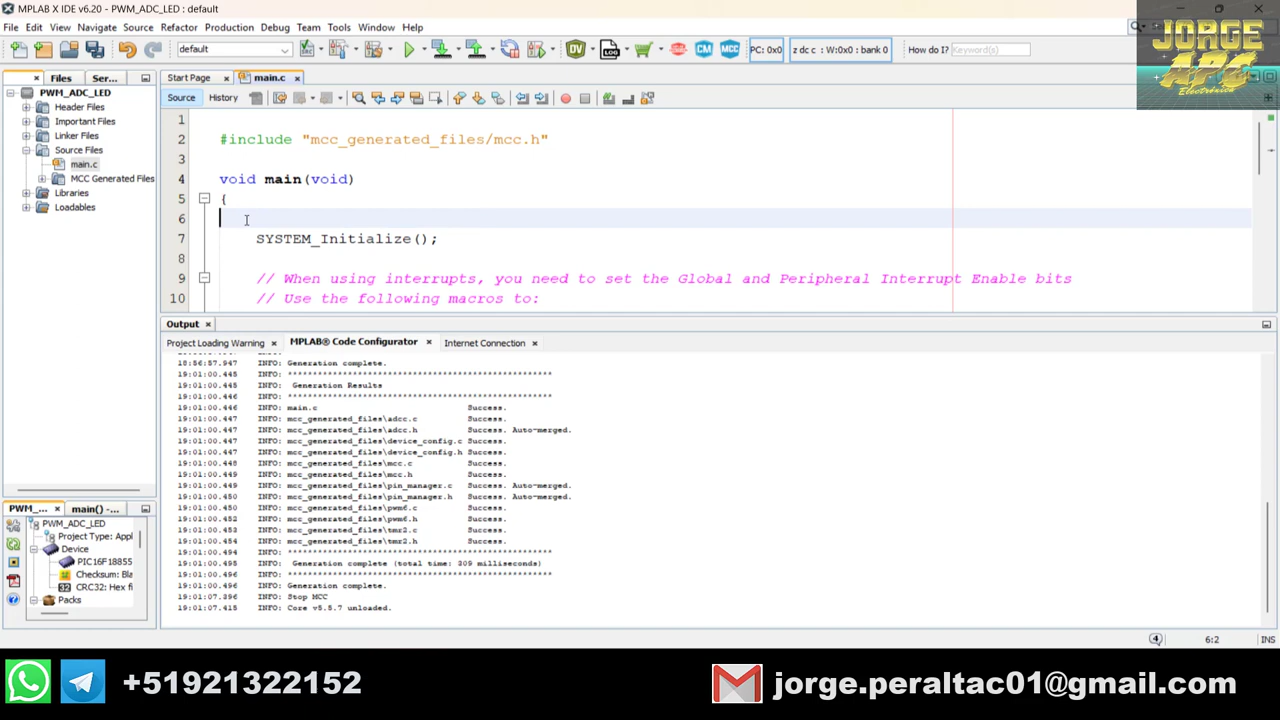 MPLAB X IDE v6.20 - PWM_ADC_LED : default
File Edit View Navigate Source Refactor Production Debug Team Tools Window Help
default
PC: 0x0
z dc c : W:0x0 : bank 0
How do I? Keyword(s)
JORGE
APC
Electrónica
Files
Ser...
Start Page
main.c
Source
History
PWM_ADC_LED
Header Files
Important Files
Linker Files
Source Files
main.c
MCC Generated Files
Libraries
Loadables
1
2 #include "mcc_generated_files/mcc.h"
3
4 void main(void)
5 {
6
7 SYSTEM_Initialize();
8
9 // When using interrupts, you need to set the Global and Peripheral Interrupt Enable bits
10 // Use the following macros to:
Output
Project Loading Warning
MPLAB® Code Configurator
Internet Connection
18:56:57.947 INFO: Generation complete.
19:01:00.445 INFO: **************************************************
19:01:00.445 INFO: Generation Results
19:01:00.446 INFO: **************************************************
19:01:00.446 INFO: main.c Success.
19:01:00.447 INFO: mcc_generated_files\adcc.c Success.
19:01:00.447 INFO: mcc_generated_files\adcc.h Success. Auto-merged.
19:01:00.447 INFO: mcc_generated_files\device_config.c Success.
19:01:00.447 INFO: mcc_generated_files\device_config.h Success.
19:01:00.448 INFO: mcc_generated_files\mcc.c Success.
19:01:00.449 INFO: mcc_generated_files\mcc.h Success.
19:01:00.449 INFO: mcc_generated_files\pin_manager.c Success. Auto-merged.
19:01:00.450 INFO: mcc_generated_files\pin_manager.h Success. Auto-merged.
19:01:00.450 INFO: mcc_generated_files\pwm6.c Success.
19:01:00.452 INFO: mcc_generated_files\pwm6.h Success.
19:01:00.453 INFO: mcc_generated_files\tmr2.c Success.
19:01:00.454 INFO: mcc_generated_files\tmr2.h Success.
19:01:00.494 INFO: **************************************************
19:01:00.495 INFO: Generation complete (total time: 309 milliseconds)
19:01:00.496 INFO: **************************************************
19:01:00.496 INFO: Generation complete.
19:01:07.396 INFO: Stop MCC
19:01:07.415 INFO: Core v5.5.7 unloaded.
PWM_...
main() -...
PWM_ADC_LED
Project Type: Appl
Device
PIC16F18855
Checksum: Bla
CRC32: Hex fi
Packs
4
6:2
INS
+51921322152
jorge.peraltac01@gmail.com